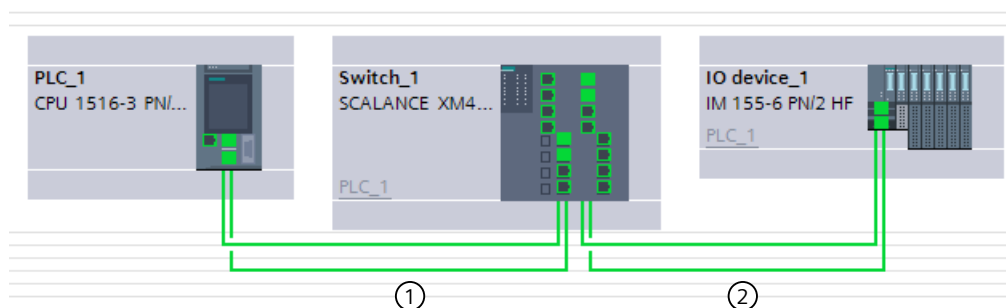 PLC_1
CPU 1516-3 PN/...
Switch_1
SCALANCE XM4...
PLC_1
IO device_1
IM 155-6 PN/2 HF
PLC_1
1
2